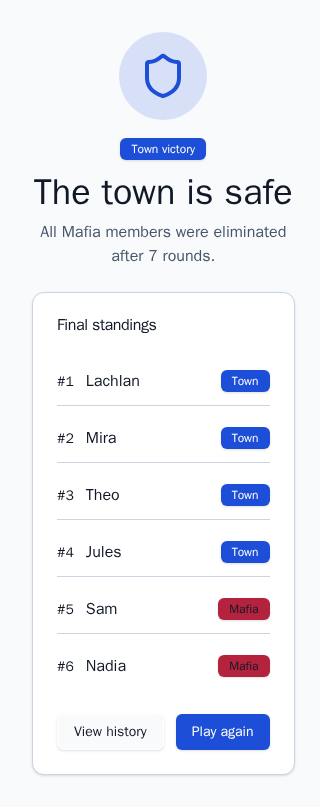 Town victory
The town is safe
All Mafia members were eliminated
after 7 rounds.
Final standings
#1 Lachlan Town
#2 Mira Town
#3 Theo Town
#4 Jules Town
#5 Sam Mafia
#6 Nadia Mafia
View history Play again